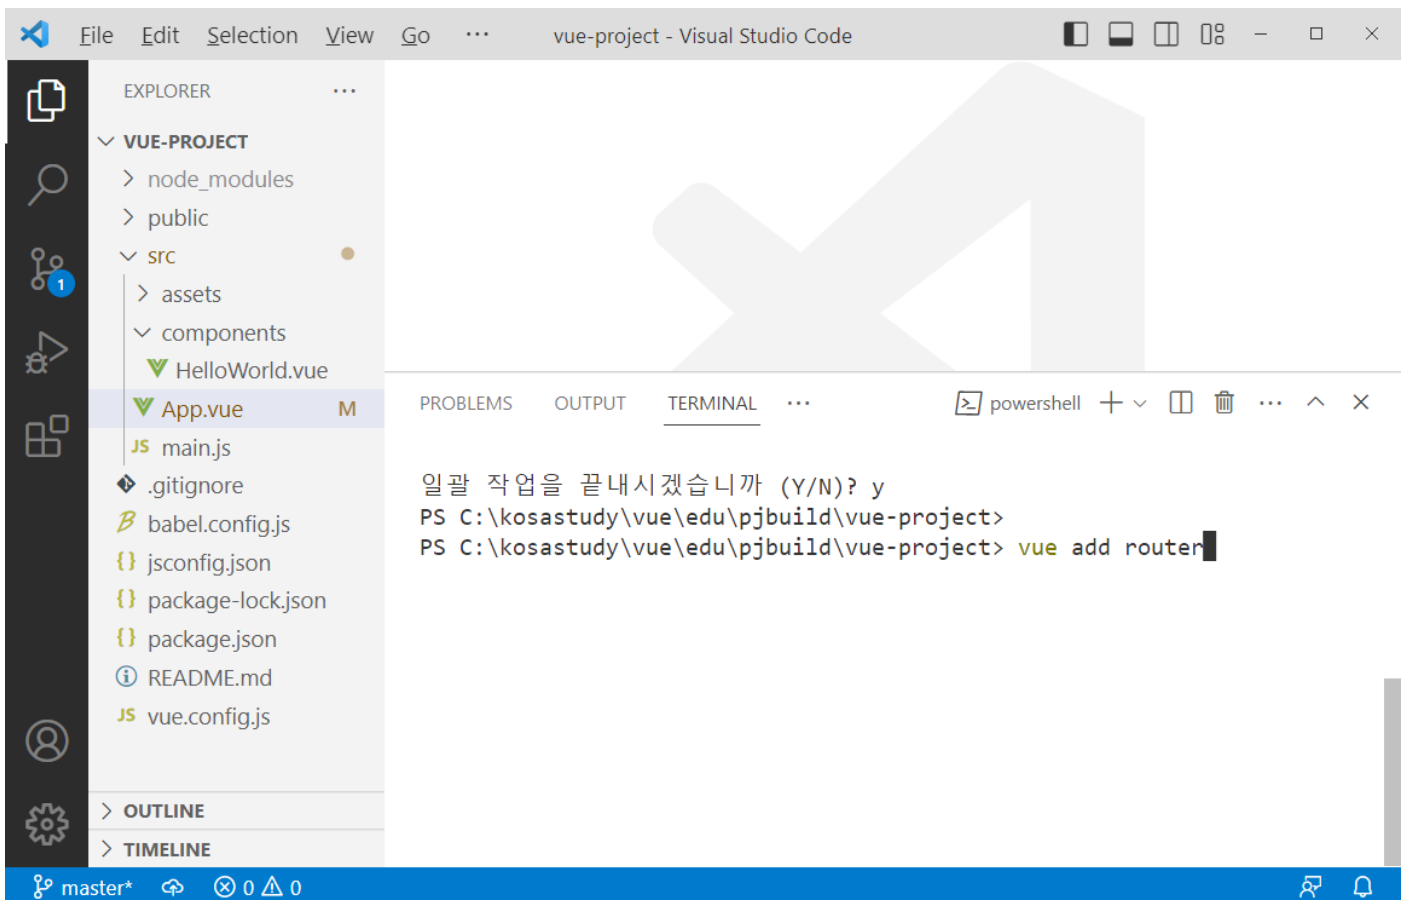 File Edit Selection View Go ··· vue-project - Visual Studio Code
EXPLORER ···
VUE-PROJECT
node_modules
public
src
assets
components
HelloWorld.vue
App.vue M
JS main.js
.gitignore
babel.config.js
{} jsconfig.json
{} package-lock.json
{} package.json
README.md
JS vue.config.js
OUTLINE
TIMELINE
1
PROBLEMS OUTPUT TERMINAL ··· powershell ···
일괄 작업을 끝내시겠습니까 (Y/N)? y
PS C:\kosastudy\vue\edu\pjbuild\vue-project>
PS C:\kosastudy\vue\edu\pjbuild\vue-project> vue add router
master* 0 0